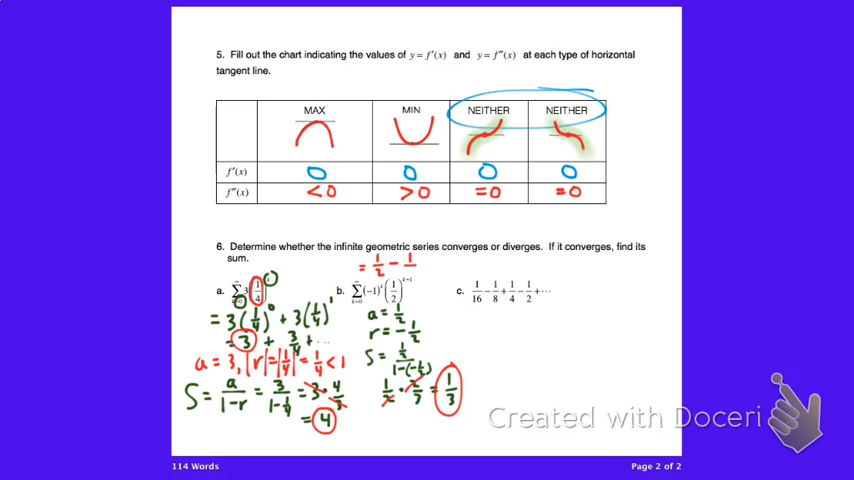 5. Fill out the chart indicating the values of y = f'(x) and y = f"(x) at each type of horizontal
tangent line.
MAX MIN NEITHER NEITHER
f'(x) 0 0 0 0
f"(x) <0 >0 =0 =0
6. Determine whether the infinite geometric series converges or diverges. If it converges, find its
sum.
= 1/2 - 1/
a. ∑ k=0 ∞ 3(1/4)^k b. ∑ k=0 ∞ (-1)^k (1/2)^(k+1) c. 1/16 - 1/8 + 1/4 - 1/2 + ⋯
= 3(1/4)^0 + 3(1/4)^1
= 3 + 3/4 + ...
a = 3, |r| = |1/4| = 1/4 < 1
S = a/(1-r) = 3/(1-1/4) = 3 · 4/3
= 4
a = 1/2
r = -1/2
S = (1/2)/(1-(-1/2))
1/2 · 2/3 = 1/3
Created with Doceri
114 Words Page 2 of 2